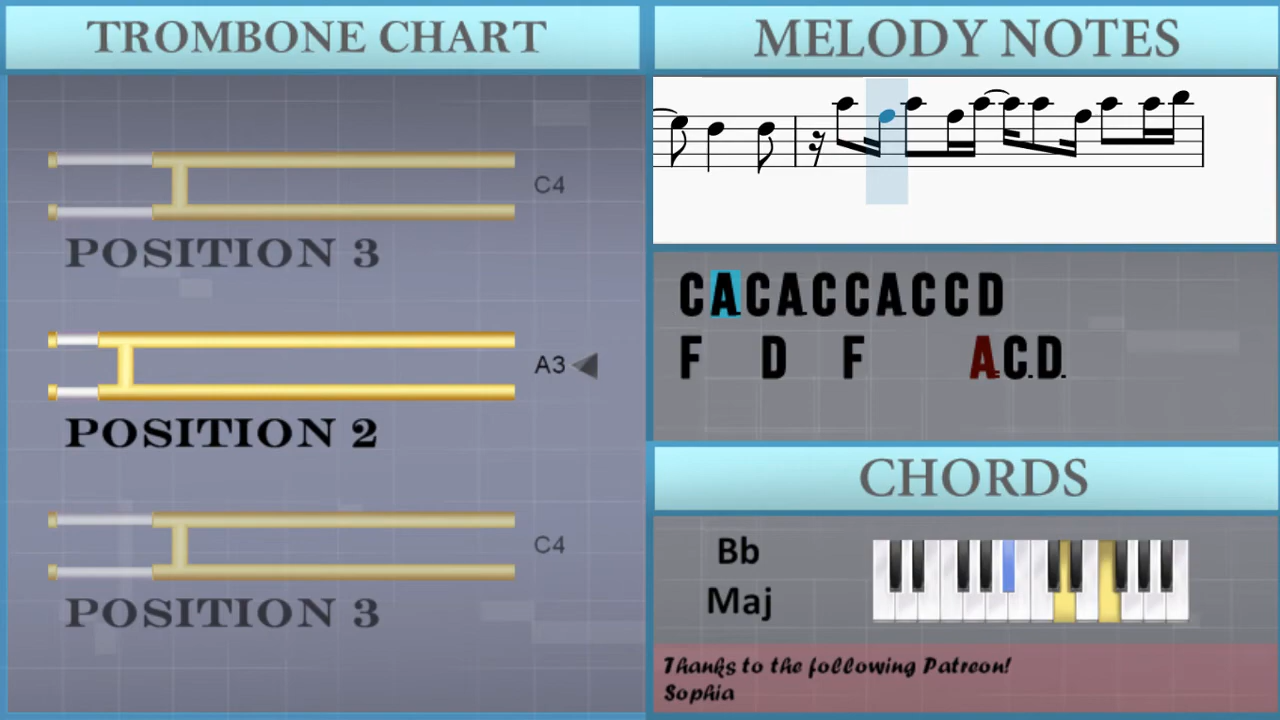 TROMBONE CHART
C4
POSITION 3
A3
POSITION 2
C4
POSITION 3
MELODY NOTES
CACACCACCD
F D F A.C.D.
CHORDS
Bb
Maj
Thanks to the following Patreon!
Sophia